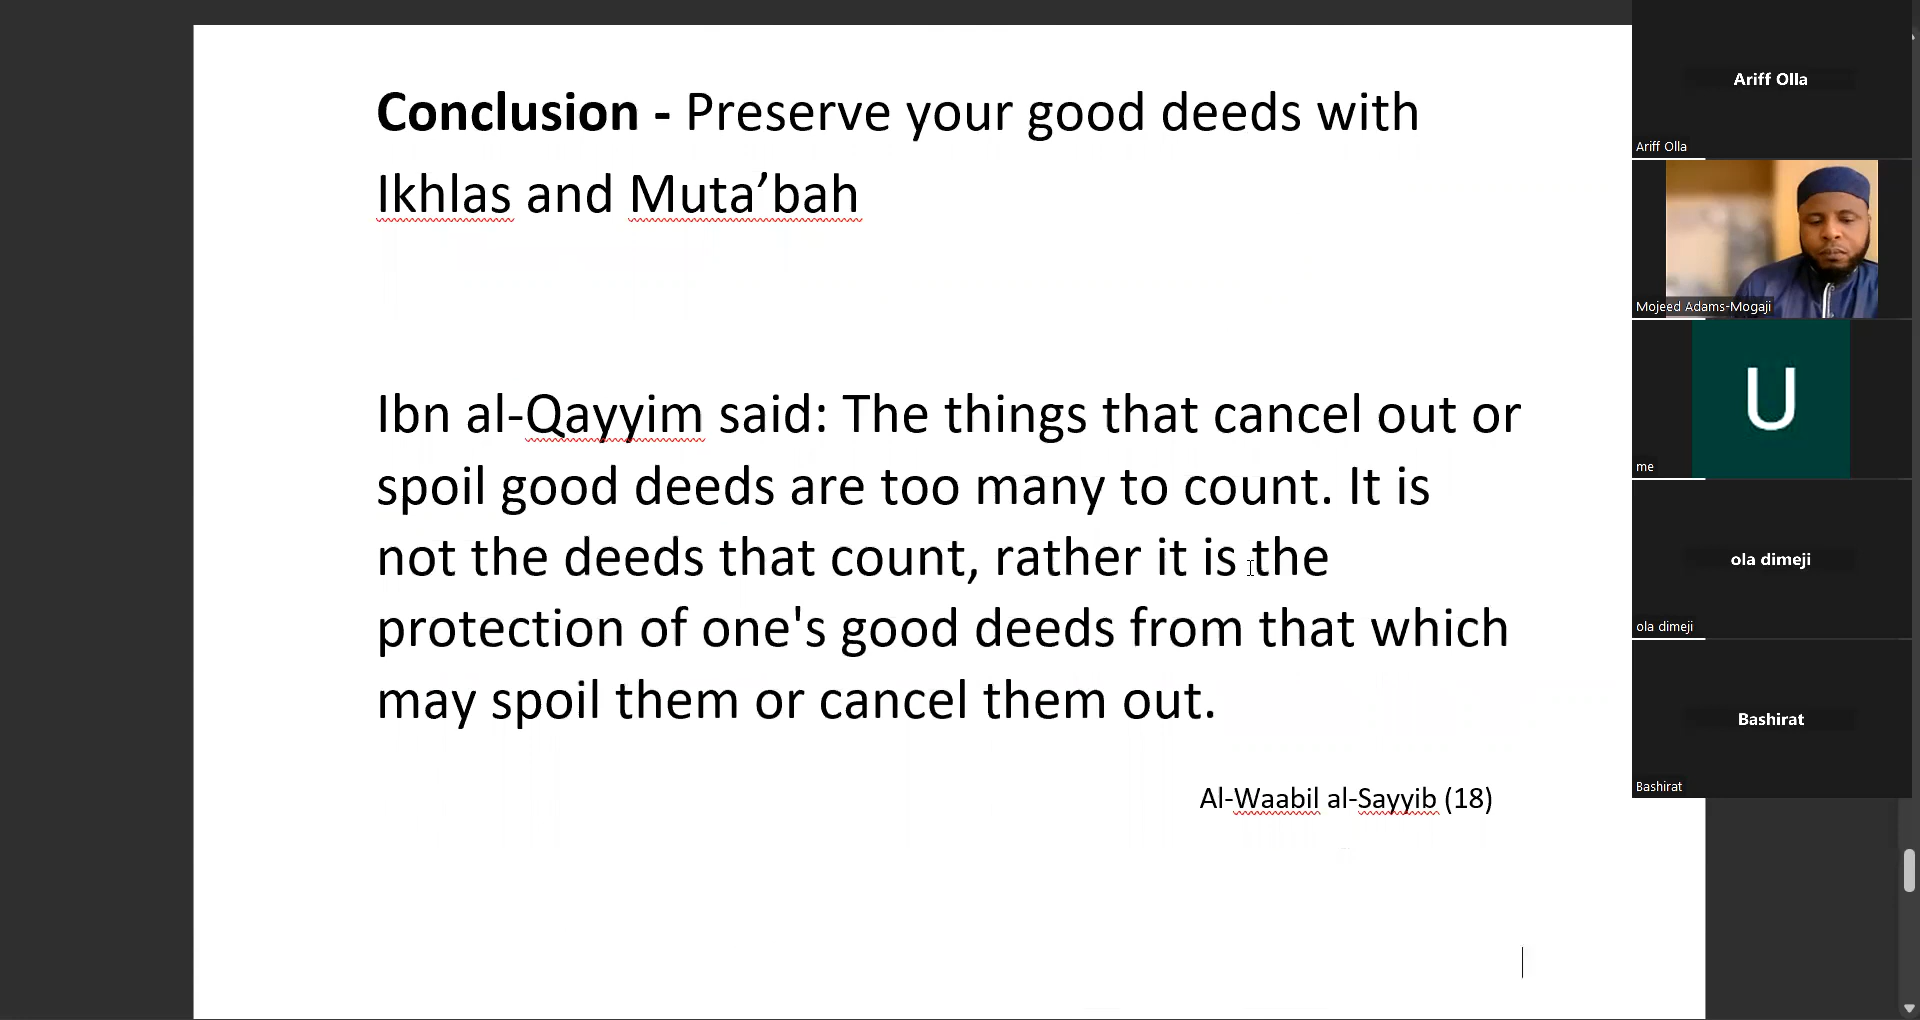 Conclusion - Preserve your good deeds with
Ikhlas and Muta’bah
Ibn al-Qayyim said: The things that cancel out or
spoil good deeds are too many to count. It is
not the deeds that count, rather it is the
protection of one's good deeds from that which
may spoil them or cancel them out.
Al-Waabil al-Sayyib (18)
Ariff Olla
Ariff Olla
Mojeed Adams-Mogaji
U
me
ola dimeji
ola dimeji
Bashirat
Bashirat